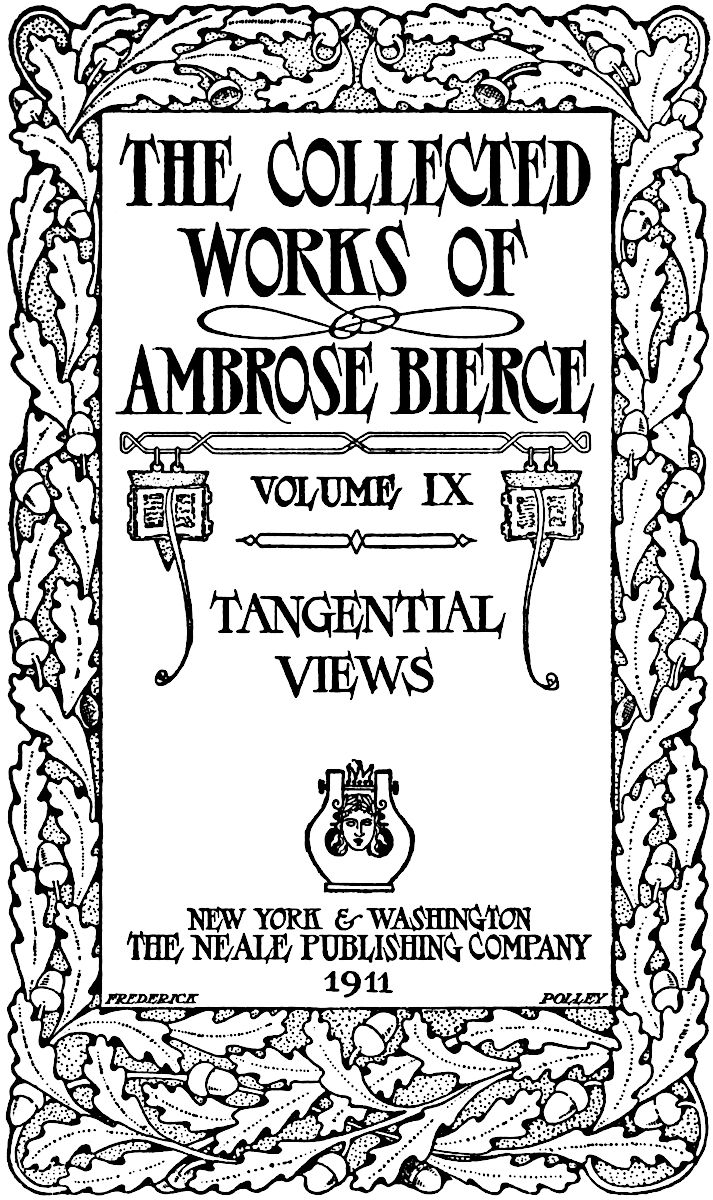 THE COLLECTED
WORKS OF
AMBROSE BIERCE
VOLUME IX
TANGENTIAL
VIEWS
NEW YORK & WASHINGTON
THE NEALE PUBLISHING COMPANY
1911
FREDERICK POLLEY